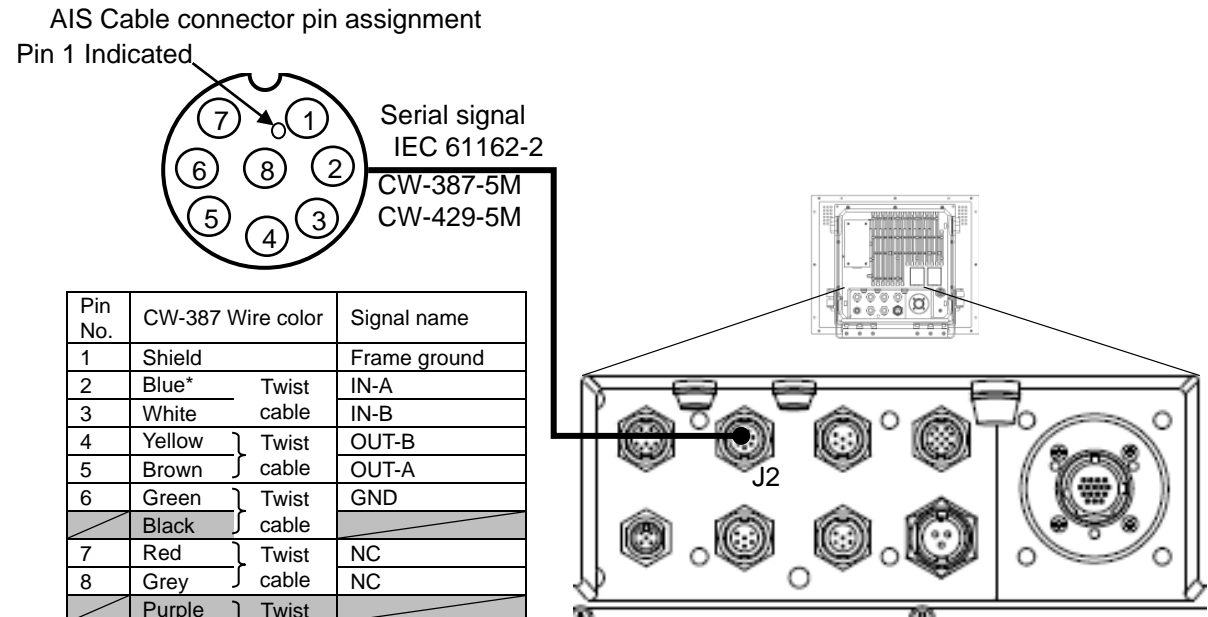 AIS Cable connector pin assignment
Pin 1 Indicated
7 1
6 8 2
5 4 3
Serial signal
IEC 61162-2
CW-387-5M
CW-429-5M
J2
Pin No. CW-387 Wire color Signal name
1 Shield Frame ground
2 Blue* Twist IN-A
3 White cable IN-B
4 Yellow Twist OUT-B
5 Brown cable OUT-A
6 Green Twist GND
Black cable
7 Red Twist NC
8 Grey cable NC
Purple Twist